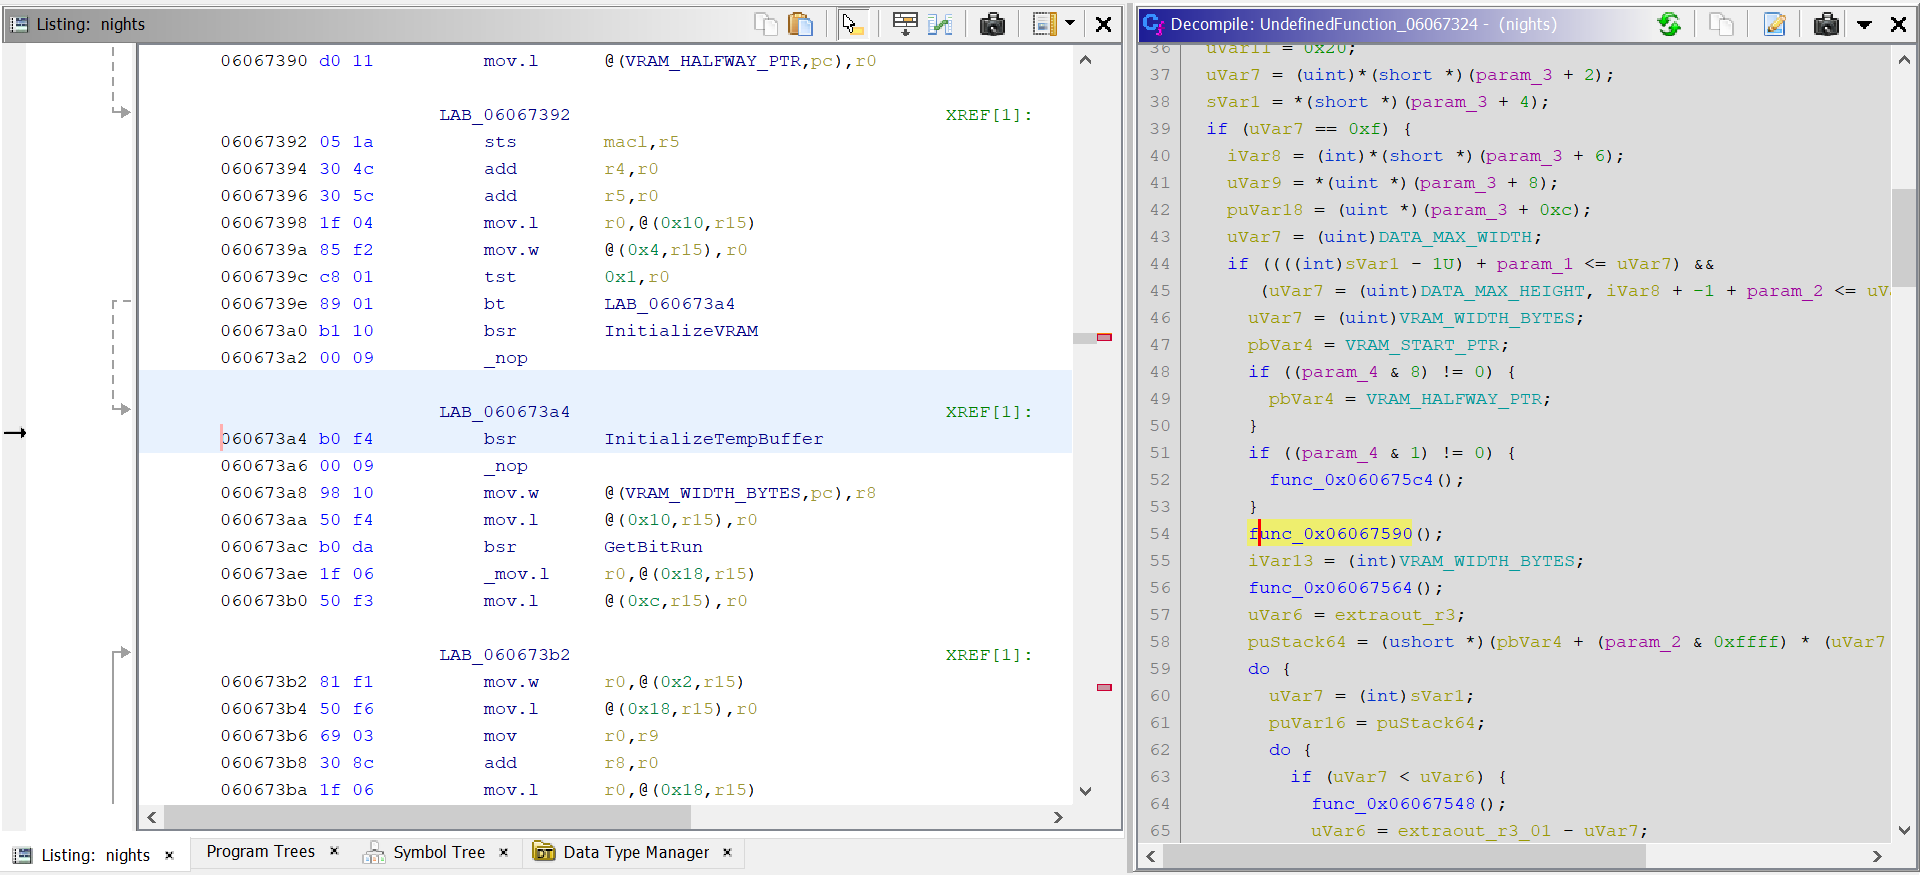 Listing: nights
06067390 d0 11 mov.l @(VRAM_HALFWAY_PTR,pc),r0
LAB_06067392 XREF[1]:
06067392 05 1a sts macl,r5
06067394 30 4c add r4,r0
06067396 30 5c add r5,r0
06067398 1f 04 mov.l r0,@(0x10,r15)
0606739a 85 f2 mov.w @(0x4,r15),r0
0606739c c8 01 tst 0x1,r0
0606739e 89 01 bt LAB_060673a4
060673a0 b1 10 bsr InitializeVRAM
060673a2 00 09 _nop
LAB_060673a4 XREF[1]:
060673a4 b0 f4 bsr InitializeTempBuffer
060673a6 00 09 _nop
060673a8 98 10 mov.w @(VRAM_WIDTH_BYTES,pc),r8
060673aa 50 f4 mov.l @(0x10,r15),r0
060673ac b0 da bsr GetBitRun
060673ae 1f 06 _mov.l r0,@(0x18,r15)
060673b0 50 f3 mov.l @(0xc,r15),r0
LAB_060673b2 XREF[1]:
060673b2 81 f1 mov.w r0,@(0x2,r15)
060673b4 50 f6 mov.l @(0x18,r15),r0
060673b6 69 03 mov r0,r9
060673b8 30 8c add r8,r0
060673ba 1f 06 mov.l r0,@(0x18,r15)
Listing: nights ×
Program Trees ×
Symbol Tree ×
DT Data Type Manager ×
Decompile: UndefinedFunction_06067324 - (nights)
36 uVar11 = 0x20;
37 uVar7 = (uint)*(short *)(param_3 + 2);
38 sVar1 = *(short *)(param_3 + 4);
39 if (uVar7 == 0xf) {
40 iVar8 = (int)*(short *)(param_3 + 6);
41 uVar9 = *(uint *)(param_3 + 8);
42 puVar18 = (uint *)(param_3 + 0xc);
43 uVar7 = (uint)DATA_MAX_WIDTH;
44 if ((((int)sVar1 - 1U) + param_1 <= uVar7) &&
45 (uVar7 = (uint)DATA_MAX_HEIGHT, iVar8 + -1 + param_2 <= uVa
46 uVar7 = (uint)VRAM_WIDTH_BYTES;
47 pbVar4 = VRAM_START_PTR;
48 if ((param_4 & 8) != 0) {
49 pbVar4 = VRAM_HALFWAY_PTR;
50 }
51 if ((param_4 & 1) != 0) {
52 func_0x060675c4();
53 }
54 func_0x06067590();
55 iVar13 = (int)VRAM_WIDTH_BYTES;
56 func_0x06067564();
57 uVar6 = extraout_r3;
58 puStack64 = (ushort *)(pbVar4 + (param_2 & 0xffff) * (uVar7
59 do {
60 uVar7 = (int)sVar1;
61 puVar16 = puStack64;
62 do {
63 if (uVar7 < uVar6) {
64 func_0x06067548();
65 uVar6 = extraout_r3_01 - uVar7;